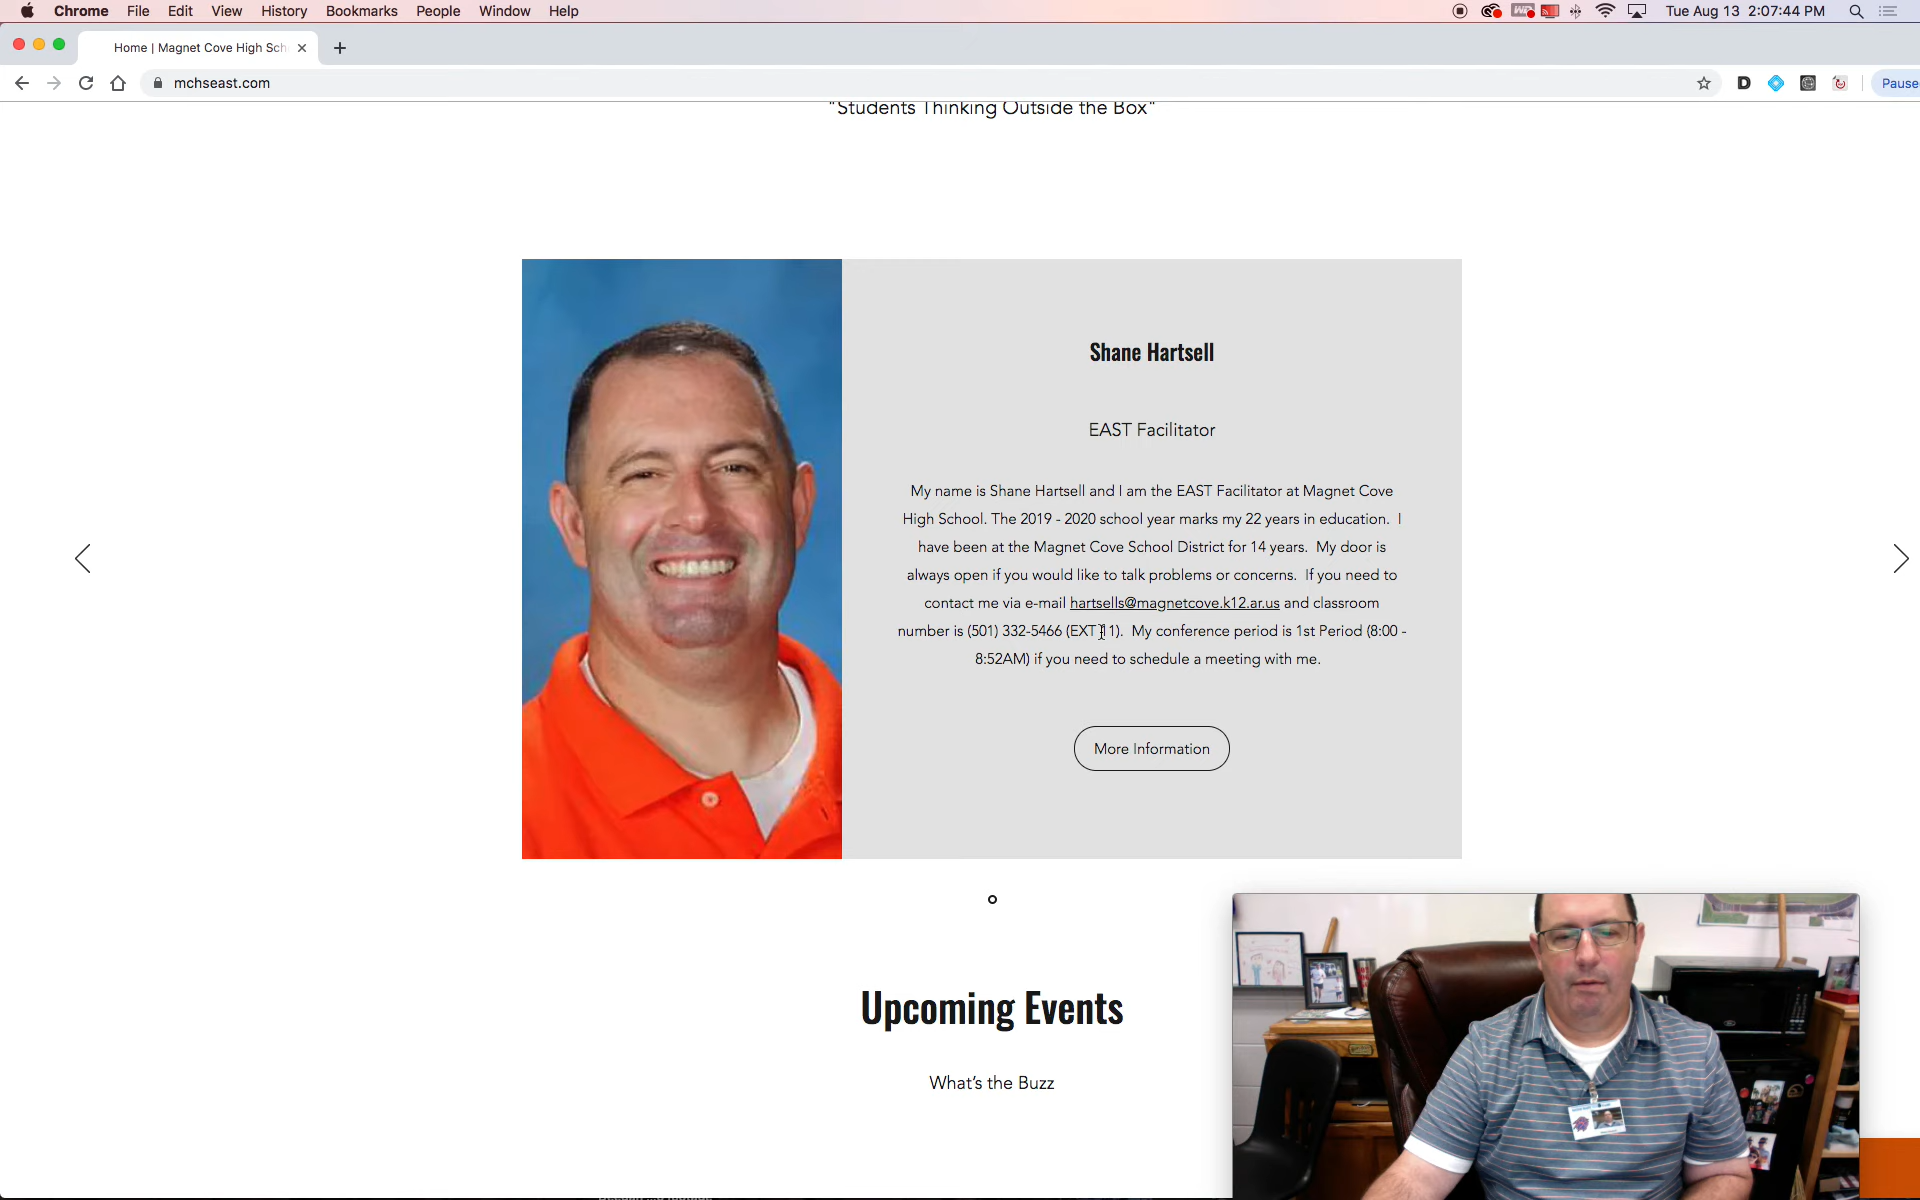 Chrome File Edit View History Bookmarks People Window Help Tue Aug 13 2:07:44 PM
Home | Magnet Cove High Sch
mchseast.com Pause
"Students Thinking Outside the Box"
Shane Hartsell
EAST Facilitator
My name is Shane Hartsell and I am the EAST Facilitator at Magnet Cove
High School. The 2019 - 2020 school year marks my 22 years in education. I
have been at the Magnet Cove School District for 14 years. My door is
always open if you would like to talk problems or concerns. If you need to
contact me via e-mail hartsells@magnetcove.k12.ar.us and classroom
number is (501) 332-5466 (EXT 11). My conference period is 1st Period (8:00 -
8:52AM) if you need to schedule a meeting with me.
More Information
Upcoming Events
What's the Buzz